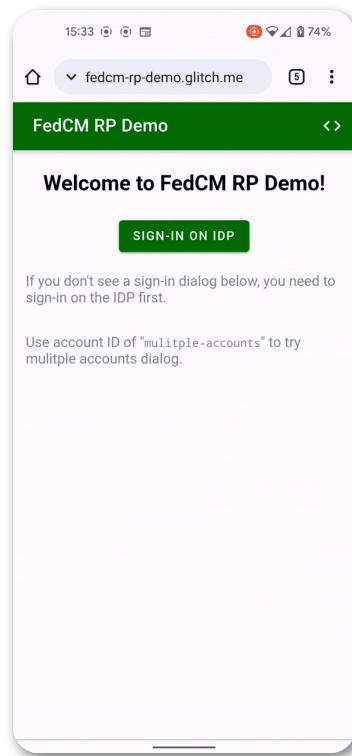 15:33 74%
fedcm-rp-demo.glitch.me 5
FedCM RP Demo <>
Welcome to FedCM RP Demo!
SIGN-IN ON IDP
If you don't see a sign-in dialog below, you need to
sign-in on the IDP first.
Use account ID of "mulitple-accounts" to try
mulitple accounts dialog.